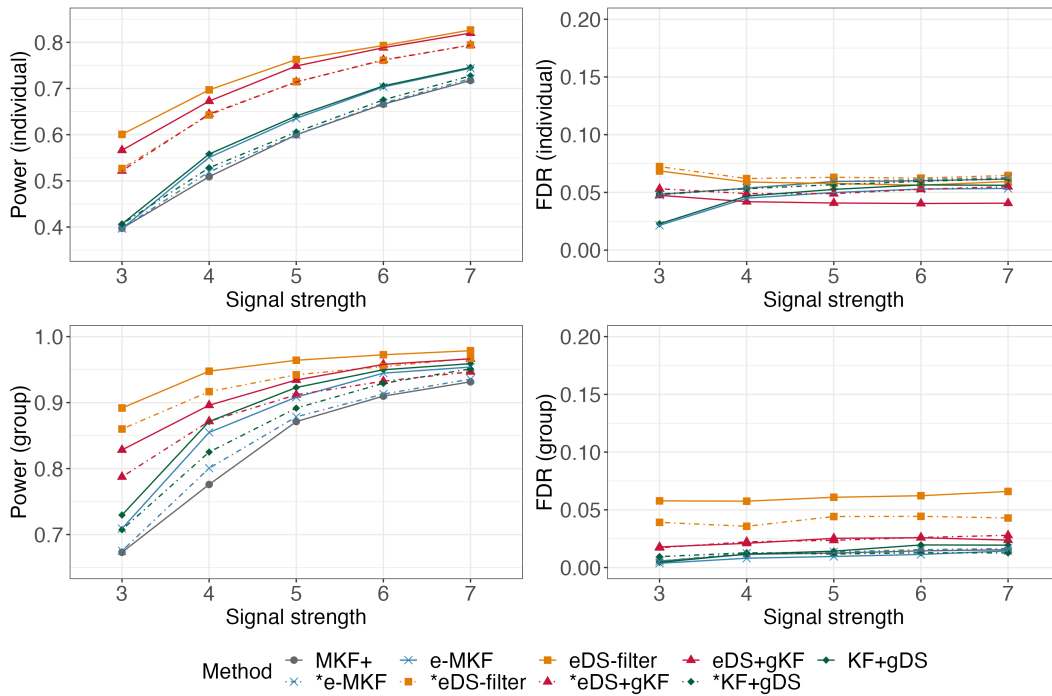 Power (individual)
0.8
0.7
0.6
0.5
0.4
3 4 5 6 7
Signal strength
FDR (individual)
0.20
0.15
0.10
0.05
0.00
3 4 5 6 7
Signal strength
Power (group)
1.0
0.9
0.8
0.7
3 4 5 6 7
Signal strength
FDR (group)
0.20
0.15
0.10
0.05
0.00
3 4 5 6 7
Signal strength
Method
MKF+ e-MKF eDS-filter eDS+gKF KF+gDS
*e-MKF *eDS-filter *eDS+gKF *KF+gDS